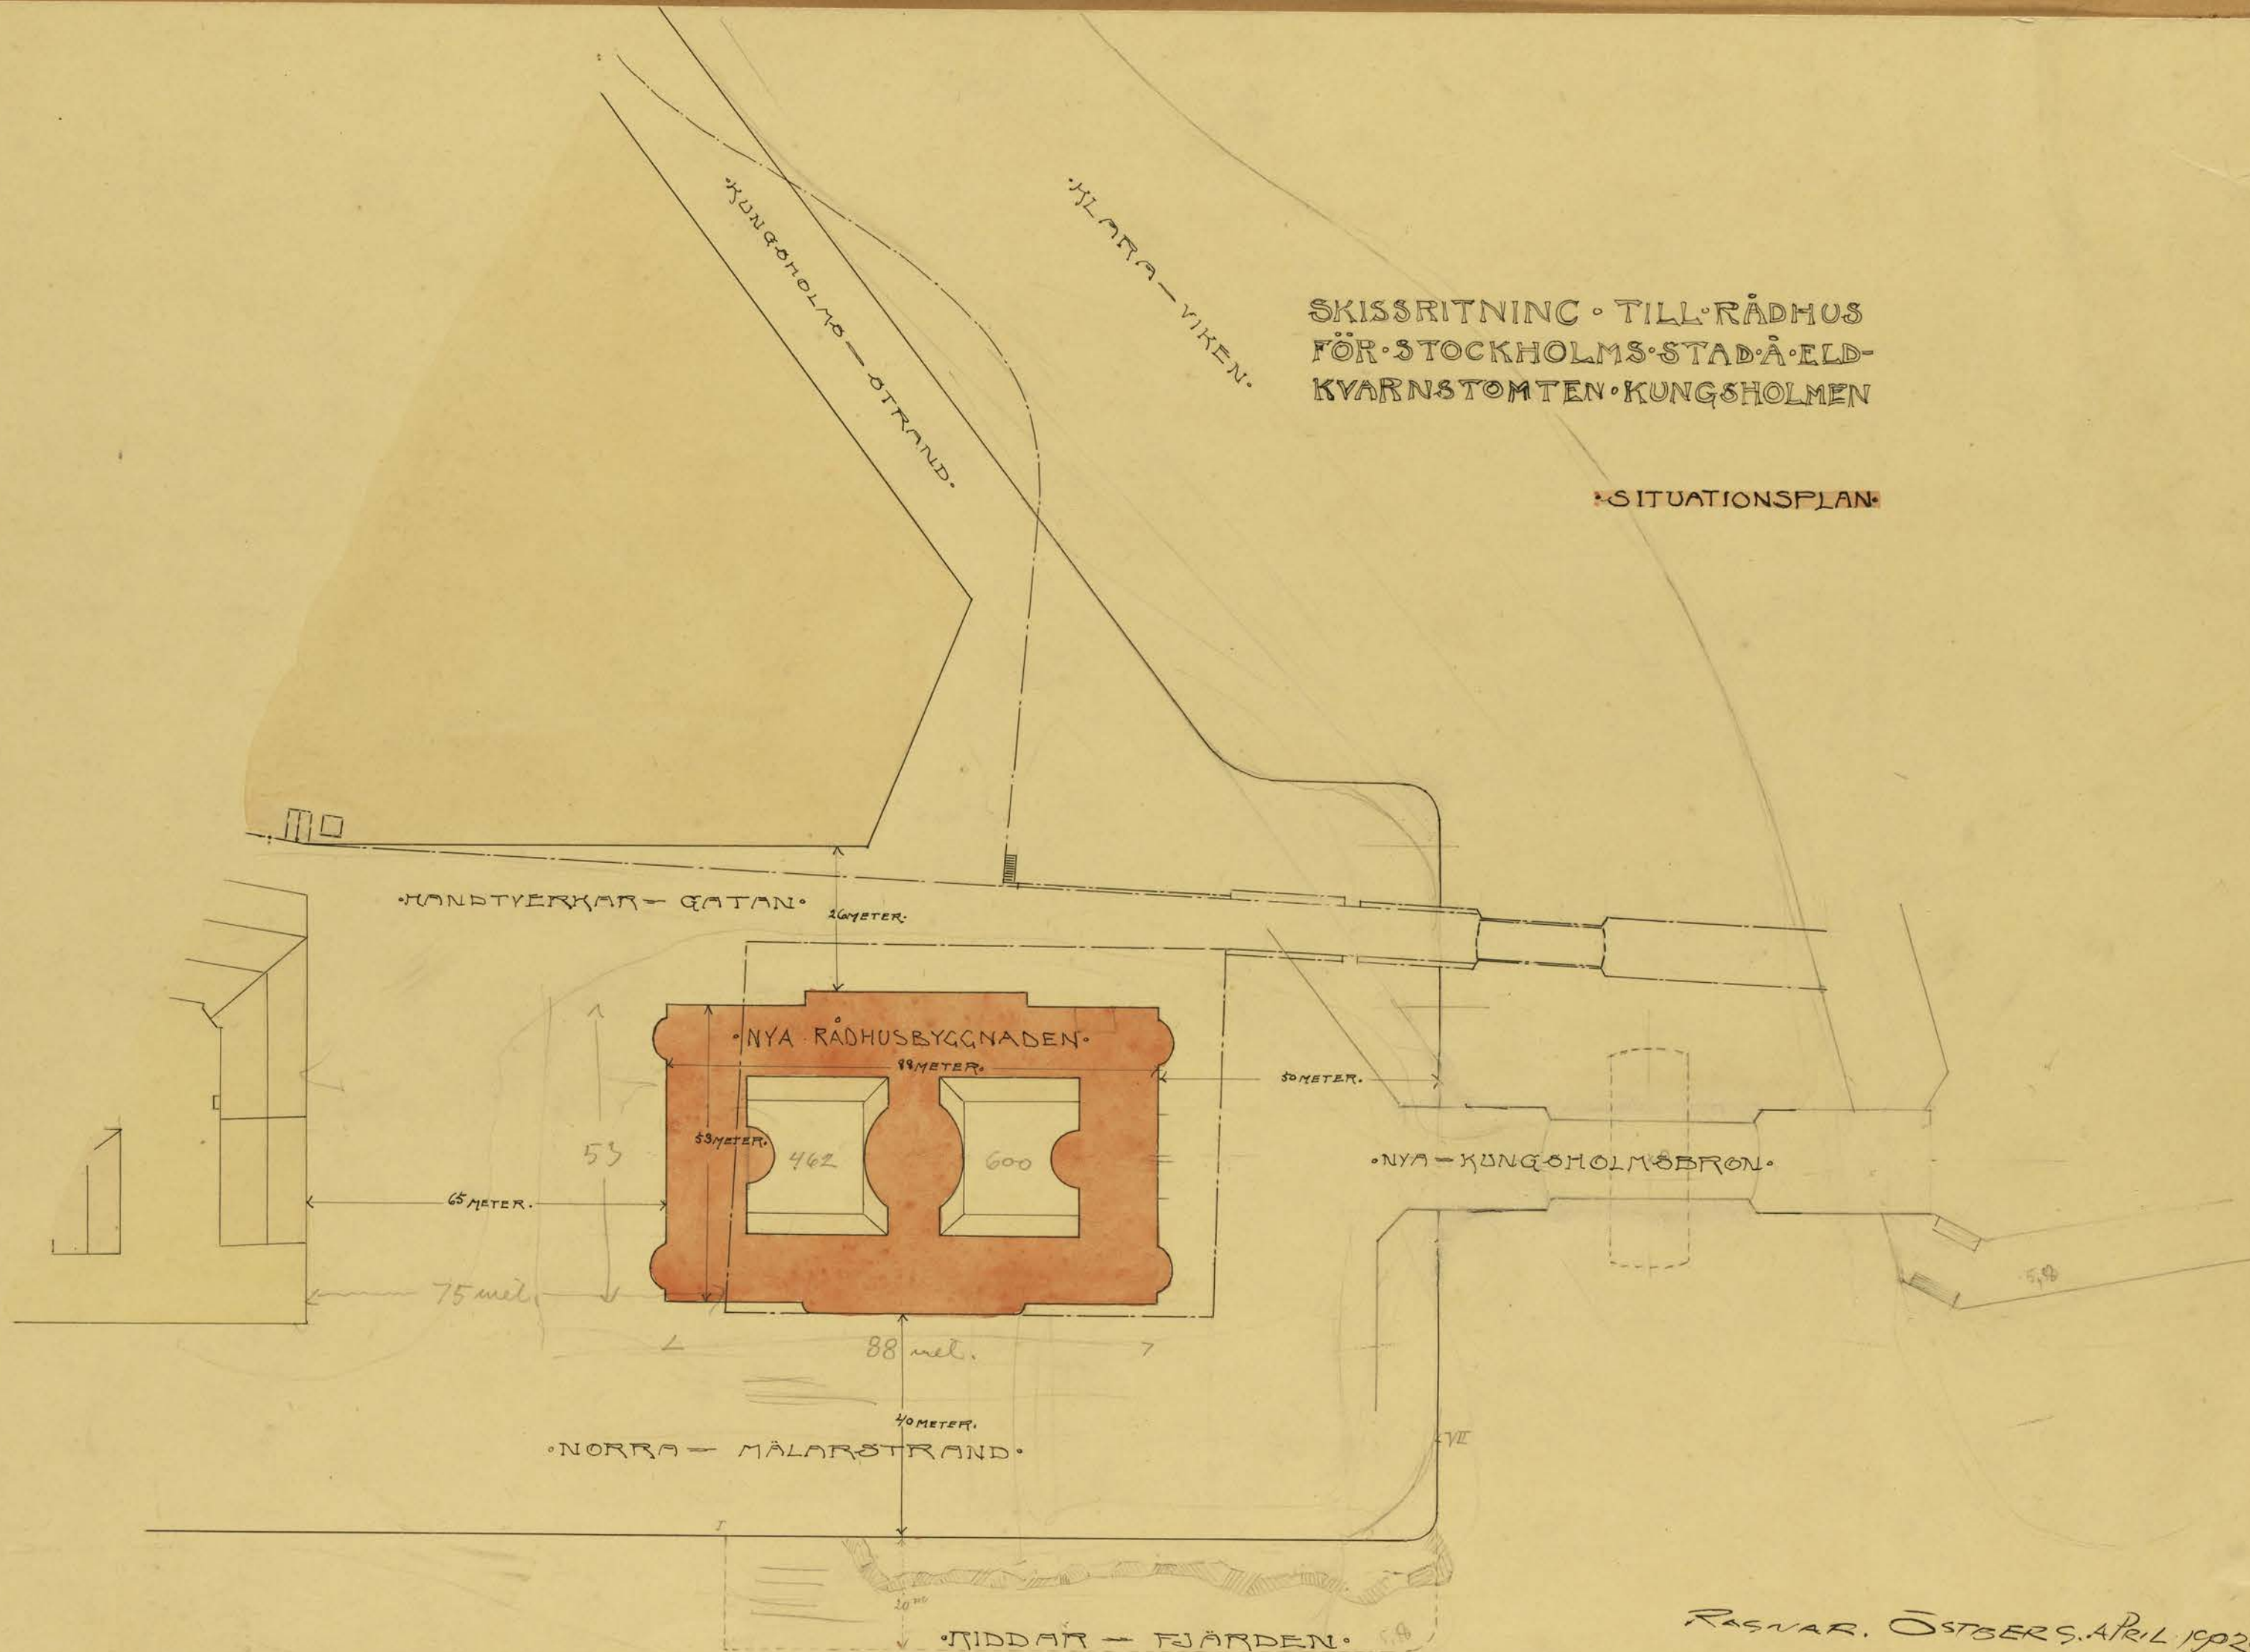 ·KUNGSHOLMS—STRAND·
·KLARA—VIKEN·
SKISSRITNING·TILL·RÅDHUS
FÖR·STOCKHOLMS·STAD·Å·ELD-
KVARNSTOMTEN·KUNGSHOLMEN
·SITUATIONSPLAN·
·HANDTVERKAR—GATAN·
26 METER.
·NYA RÅDHUSBYGGNADEN·
88 METER.
50 METER.
53 METER.
53
462
600
·NYA—KUNGSHOLMSBRON·
65 METER.
75 met.
88 met.
40 METER.
·NORRA—MÄLARSTRAND·
VII
I
20 m
·RIDDAR—FJÄRDEN·
RAGNAR. ÖSTBERG. APRIL 1902